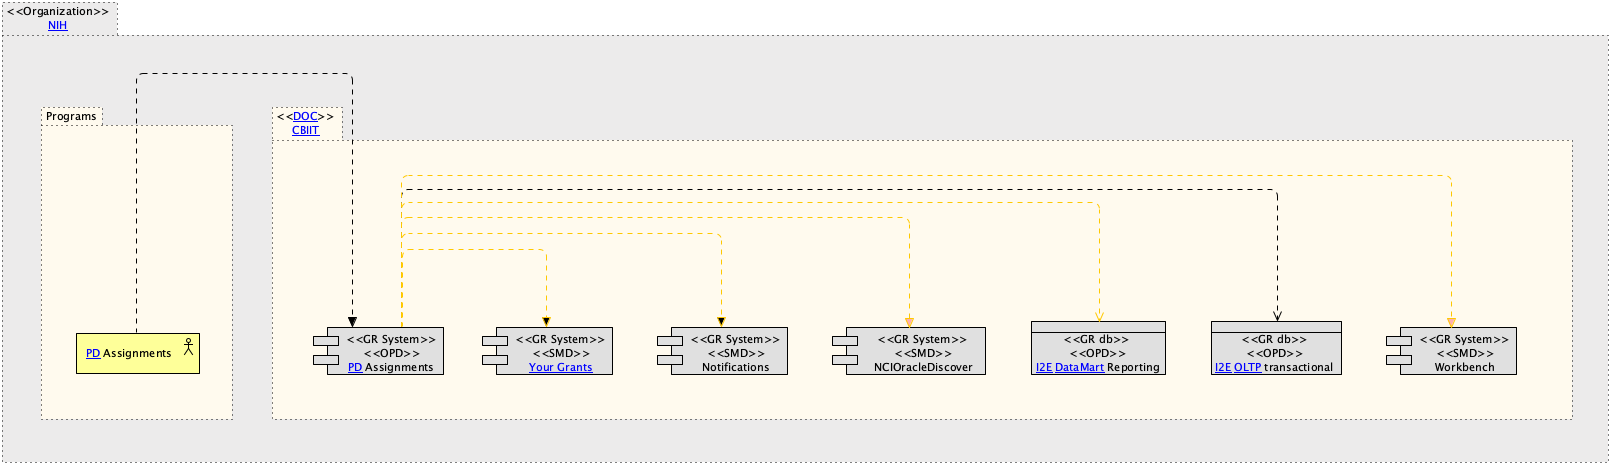 <<Organization>>
NIH
Programs
<<DOC>>
CBIIT
PD Assignments
<<GR System>>
<<OPD>>
PD Assignments
<<GR System>>
<<SMD>>
Your Grants
<<GR System>>
<<SMD>>
Notifications
<<GR System>>
<<SMD>>
NCIOracleDiscover
<<GR db>>
<<OPD>>
I2E DataMart Reporting
<<GR db>>
<<OPD>>
I2E OLTP transactional
<<GR System>>
<<SMD>>
Workbench